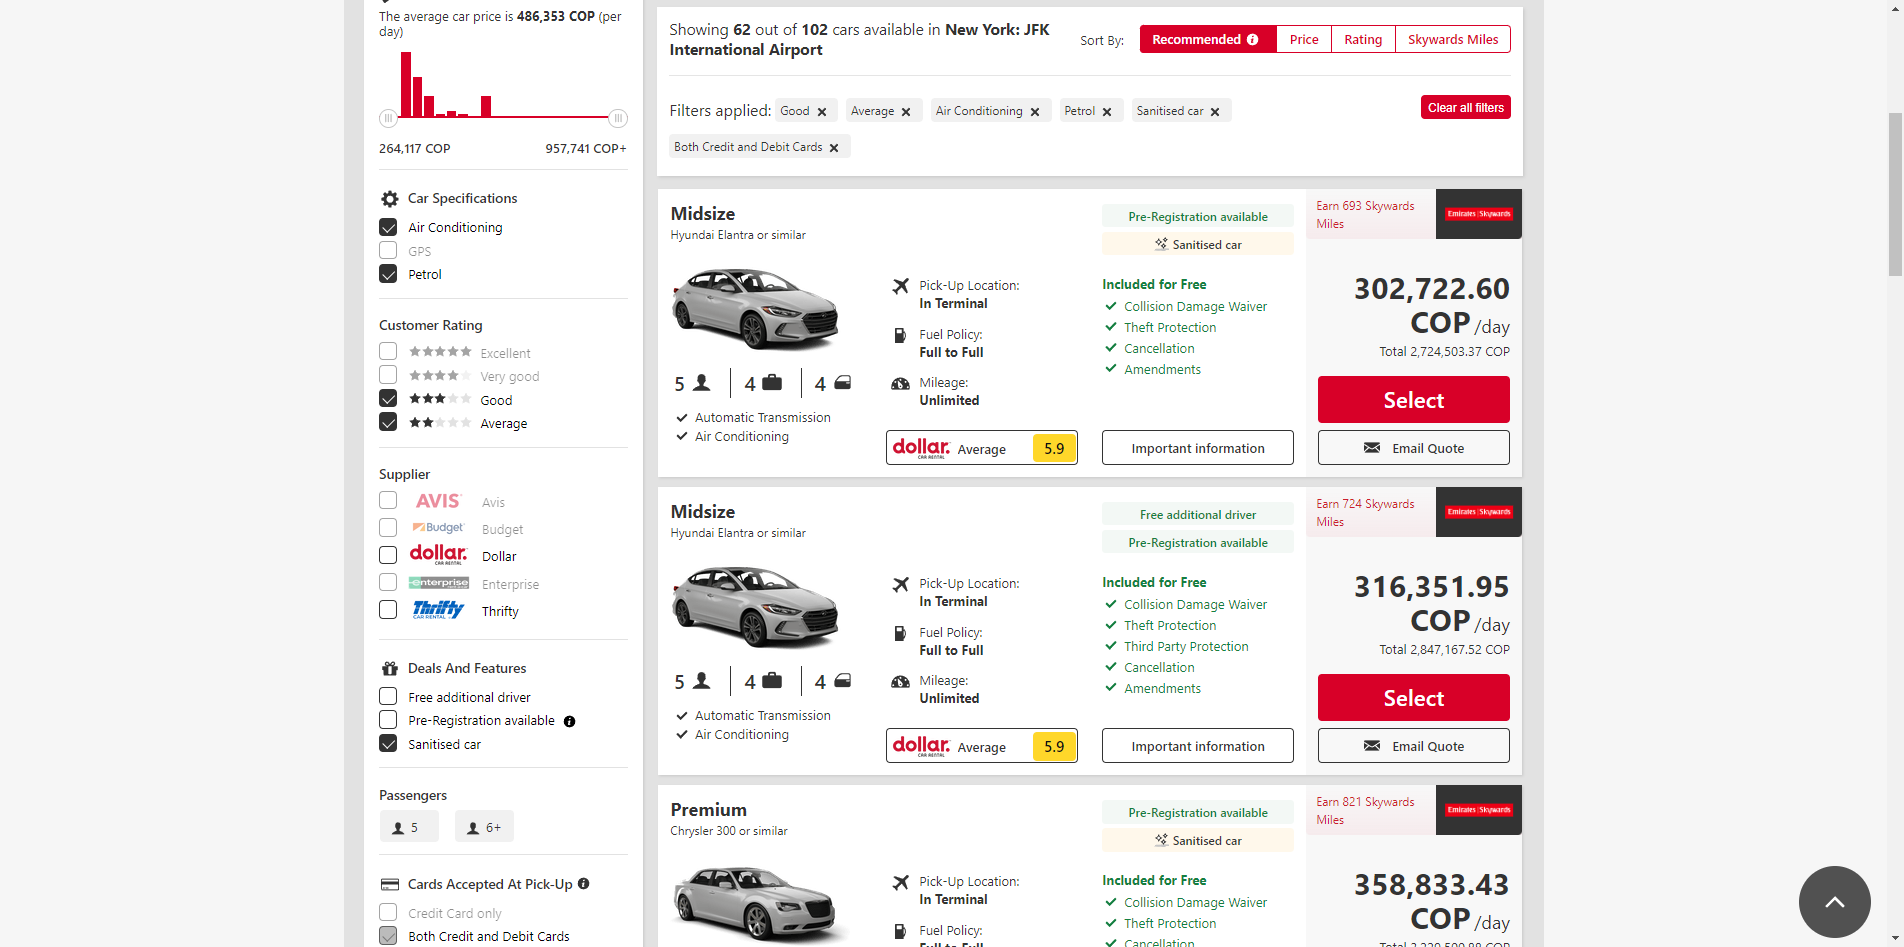 The average car price is 486,353 COP (per
day)
264,117 COP
957,741 COP+
Car Specifications
Air Conditioning
GPS
Petrol
Customer Rating
Excellent
Very good
Good
Average
Supplier
AVIS Avis
Budget Budget
dollar. CAR RENTAL Dollar
enterprise Enterprise
Thrifty CAR RENTAL Thrifty
Deals And Features
Free additional driver
Pre-Registration available
Sanitised car
Passengers
5
6+
Cards Accepted At Pick-Up
Credit Card only
Both Credit and Debit Cards
Showing 62 out of 102 cars available in New York: JFK
International Airport
Sort By:
Recommended
Price
Rating
Skywards Miles
Filters applied:
Good
Average
Air Conditioning
Petrol
Sanitised car
Clear all filters
Both Credit and Debit Cards
Midsize
Hyundai Elantra or similar
5
4
4
Automatic Transmission
Air Conditioning
Pick-Up Location:
In Terminal
Fuel Policy:
Full to Full
Mileage:
Unlimited
dollar. CAR RENTAL Average 5.9
Pre-Registration available
Sanitised car
Included for Free
Collision Damage Waiver
Theft Protection
Cancellation
Amendments
Important information
Earn 693 Skywards
Miles
Emirates Skywards
302,722.60
COP /day
Total 2,724,503.37 COP
Select
Email Quote
Midsize
Hyundai Elantra or similar
5
4
4
Automatic Transmission
Air Conditioning
Pick-Up Location:
In Terminal
Fuel Policy:
Full to Full
Mileage:
Unlimited
dollar. CAR RENTAL Average 5.9
Free additional driver
Pre-Registration available
Included for Free
Collision Damage Waiver
Theft Protection
Third Party Protection
Cancellation
Amendments
Important information
Earn 724 Skywards
Miles
Emirates Skywards
316,351.95
COP /day
Total 2,847,167.52 COP
Select
Email Quote
Premium
Chrysler 300 or similar
Pick-Up Location:
In Terminal
Fuel Policy:
Full to Full
Pre-Registration available
Sanitised car
Included for Free
Collision Damage Waiver
Theft Protection
Cancellation
Earn 821 Skywards
Miles
Emirates Skywards
358,833.43
COP /day